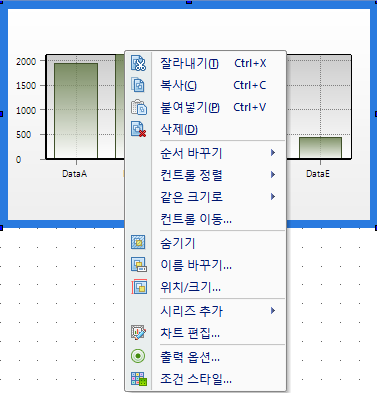 2000
1500
1000
500
0
DataA
DataE
잘라내기(T) Ctrl+X
복사(C) Ctrl+C
붙여넣기(P) Ctrl+V
삭제(D)
순서 바꾸기
컨트롤 정렬
같은 크기로
컨트롤 이동...
숨기기
이름 바꾸기...
위치/크기...
시리즈 추가
차트 편집...
출력 옵션...
조건 스타일...